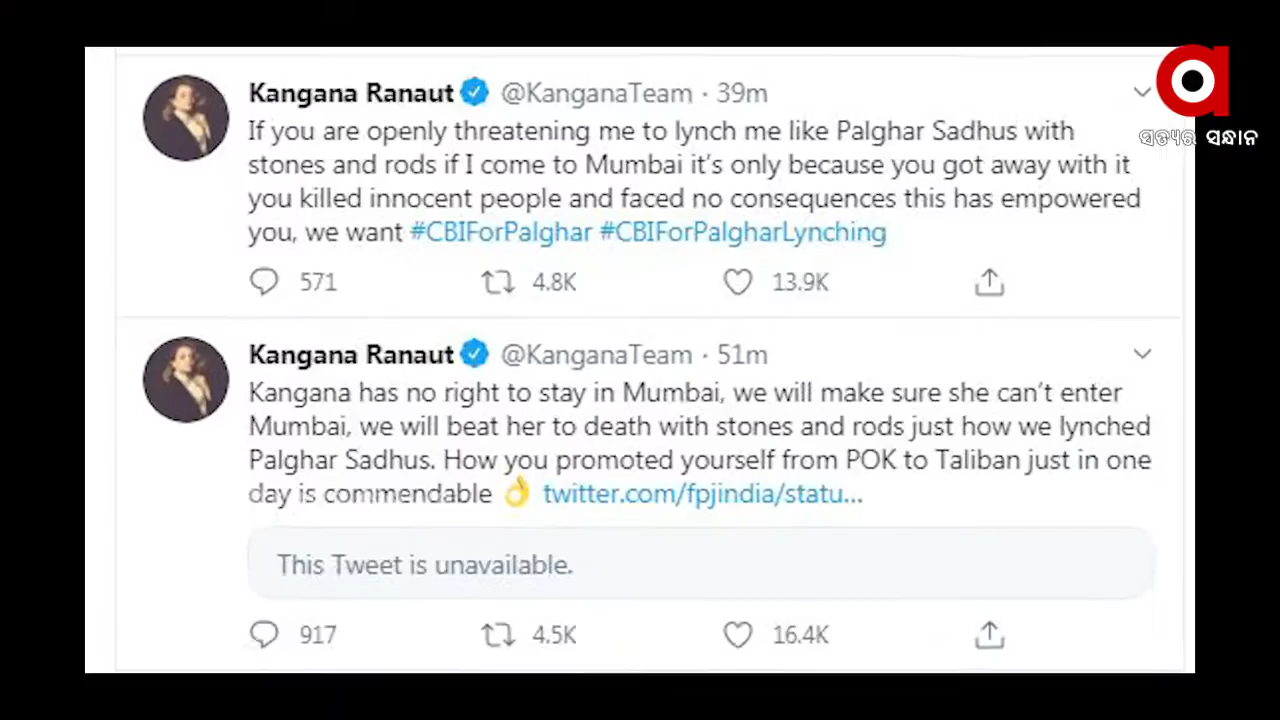 Kangana Ranaut @KanganaTeam · 39m
If you are openly threatening me to lynch me like Palghar Sadhus with
stones and rods if I come to Mumbai it's only because you got away with it
you killed innocent people and faced no consequences this has empowered
you, we want #CBIForPalghar #CBIForPalgharLynching
571 4.8K 13.9K
ସତ୍ୟର ସନ୍ଧାନ
Kangana Ranaut @KanganaTeam · 51m
Kangana has no right to stay in Mumbai, we will make sure she can't enter
Mumbai, we will beat her to death with stones and rods just how we lynched
Palghar Sadhus. How you promoted yourself from POK to Taliban just in one
day is commendable 👌 twitter.com/fpjindia/statu...
This Tweet is unavailable.
917 4.5K 16.4K